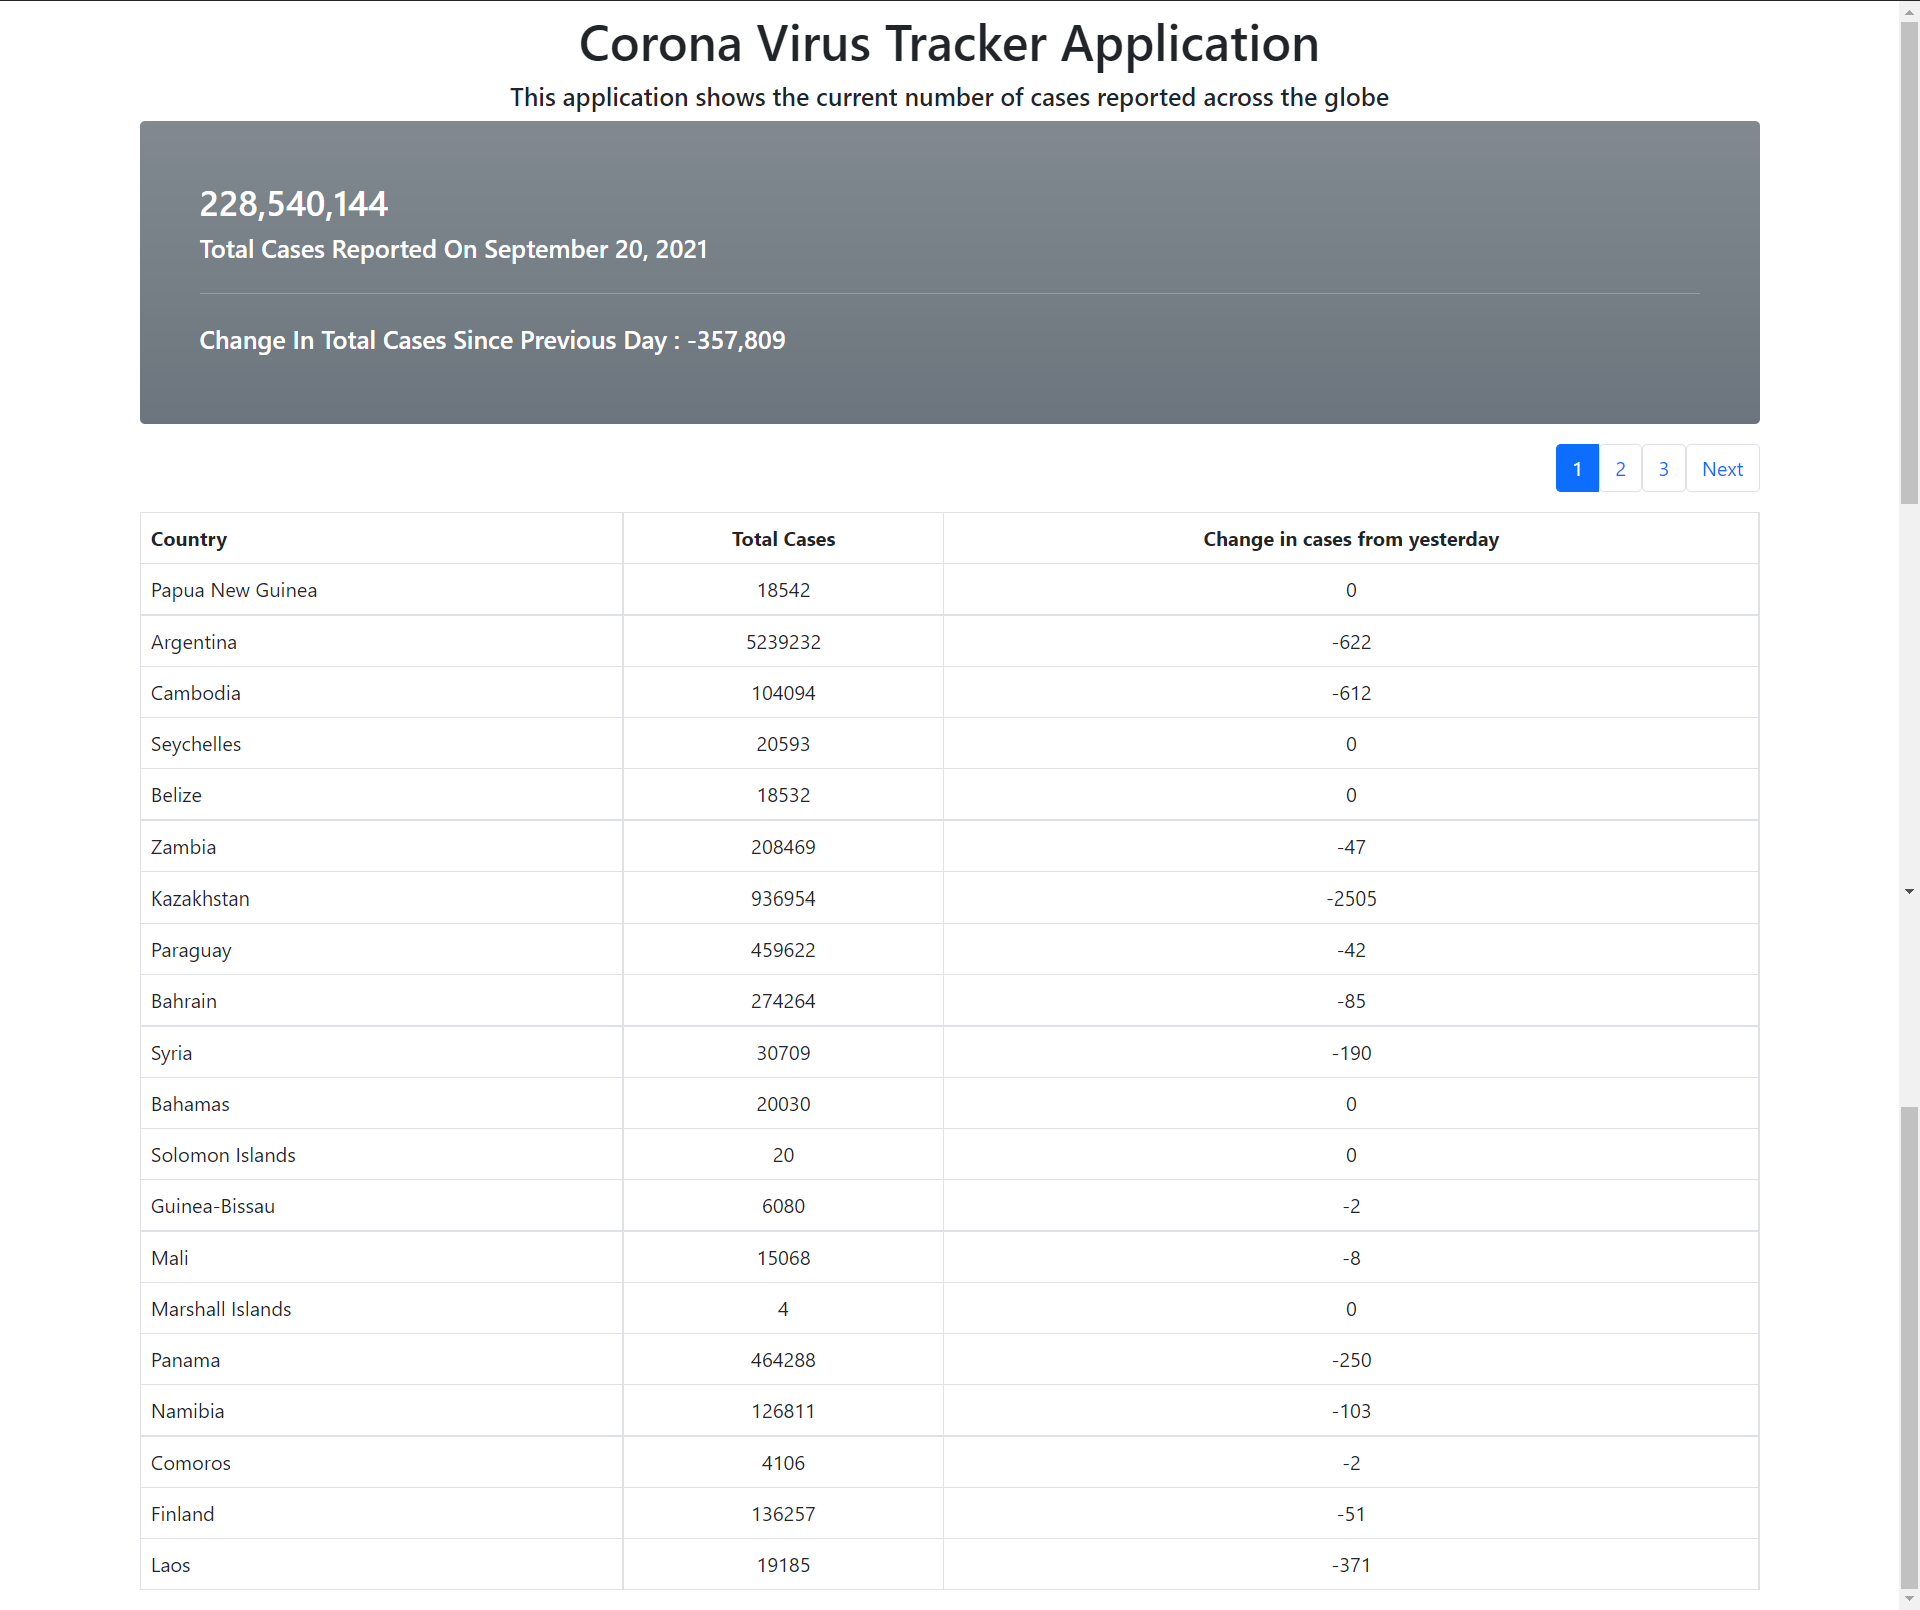 Corona Virus Tracker Application
This application shows the current number of cases reported across the globe
228,540,144
Total Cases Reported On September 20, 2021
Change In Total Cases Since Previous Day : -357,809
1 2 3 Next
Country Total Cases Change in cases from yesterday
Papua New Guinea 18542 0
Argentina 5239232 -622
Cambodia 104094 -612
Seychelles 20593 0
Belize 18532 0
Zambia 208469 -47
Kazakhstan 936954 -2505
Paraguay 459622 -42
Bahrain 274264 -85
Syria 30709 -190
Bahamas 20030 0
Solomon Islands 20 0
Guinea-Bissau 6080 -2
Mali 15068 -8
Marshall Islands 4 0
Panama 464288 -250
Namibia 126811 -103
Comoros 4106 -2
Finland 136257 -51
Laos 19185 -371